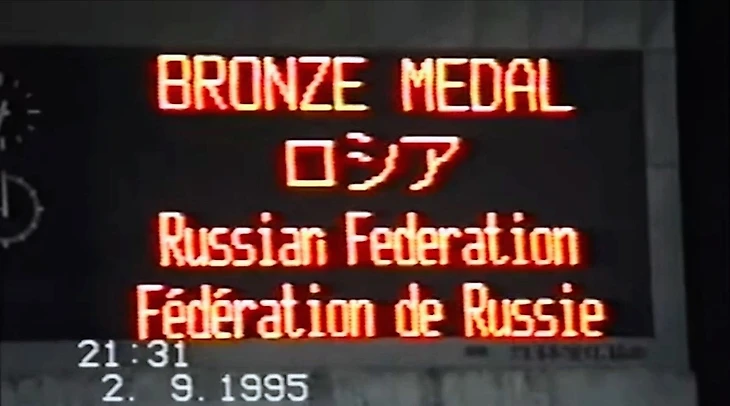 BRONZE MEDAL
ロシア
Russian Federation
Fédération de Russie
21:31
2. 9.1995